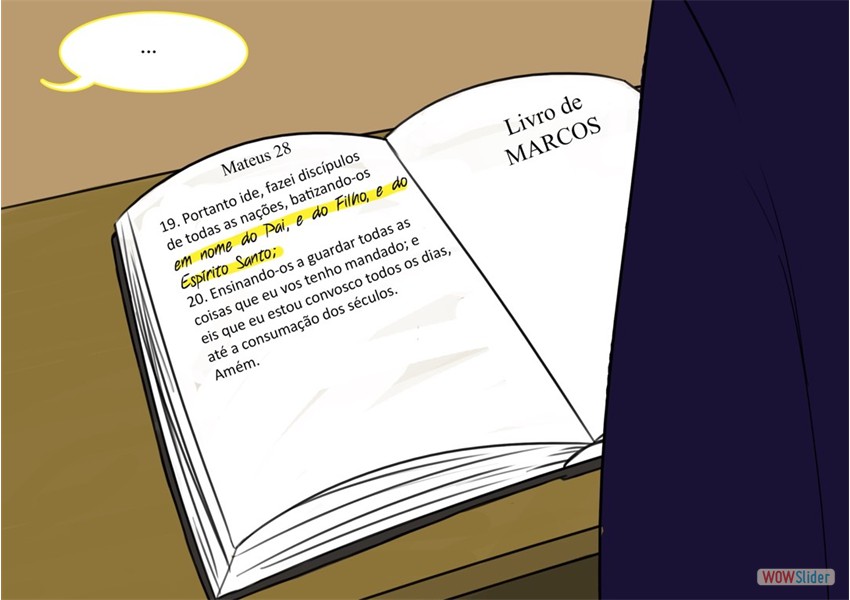 ...
Mateus 28
19. Portanto ide, fazei discípulos
de todas as nações, batizando-os
em nome do Pai, e do Filho, e do
Espírito Santo;
20. Ensinando-os a guardar todas as
coisas que eu vos tenho mandado; e
eis que eu estou convosco todos os dias,
até a consumação dos séculos.
Amém.
Livro de
MARCOS
WOWSlider